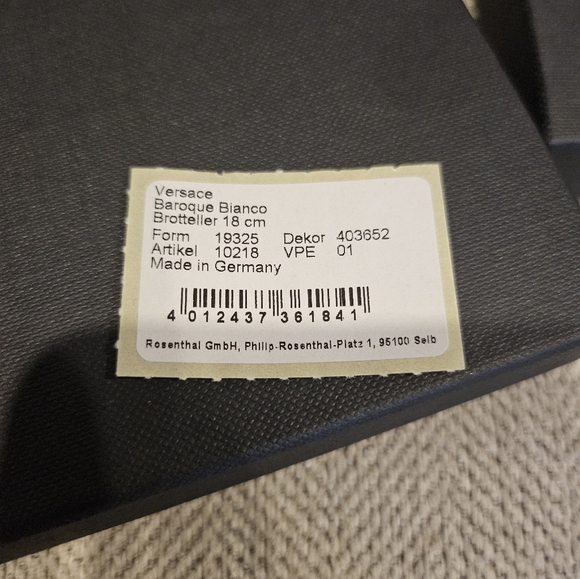 Versace
Baroque Bianco
Brotteller 18 cm
Form 19325 Dekor 403652
Artikel 10218 VPE 01
Made in Germany
4 012437 361841
Rosenthal GmbH, Philip-Rosenthal-Platz 1, 95100 Selb